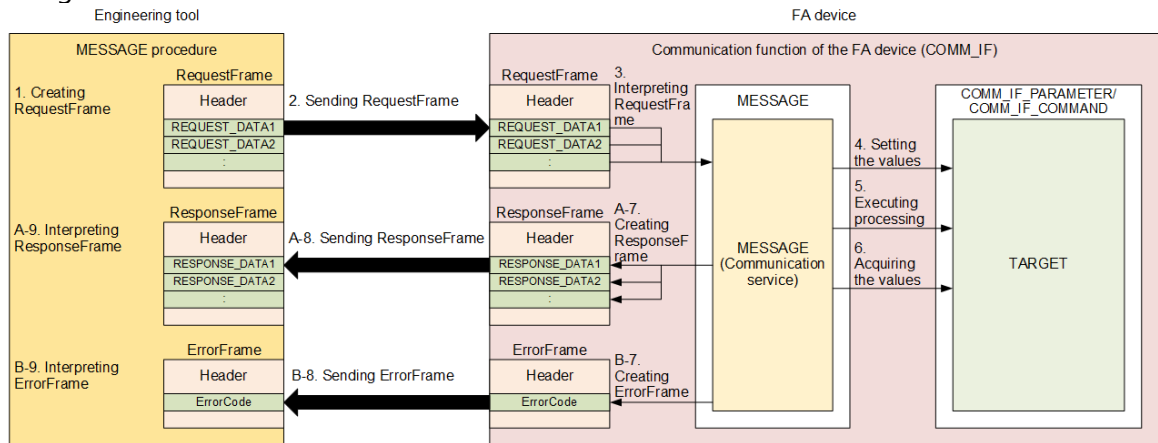 Engineering tool
FA device
MESSAGE procedure
Communication function of the FA device (COMM_IF)
1. Creating
RequestFrame
RequestFrame
Header
REQUEST_DATA1
REQUEST_DATA2
:
2. Sending RequestFrame
RequestFrame
Header
REQUEST_DATA1
REQUEST_DATA2
:
3.
Interpreting
RequestFra
me
MESSAGE
COMM_IF_PARAMETER/
COMM_IF_COMMAND
4. Setting
the values
5.
Executing
processing
6.
Acquiring
the values
MESSAGE
(Communication
service)
TARGET
A-9. Interpreting
ResponseFrame
ResponseFrame
Header
RESPONSE_DATA1
RESPONSE_DATA2
:
A-8. Sending ResponseFrame
ResponseFrame
Header
RESPONSE_DATA1
RESPONSE_DATA2
:
A-7.
Creating
ResponseF
rame
B-9. Interpreting
ErrorFrame
ErrorFrame
Header
ErrorCode
B-8. Sending ErrorFrame
ErrorFrame
Header
ErrorCode
B-7.
Creating
ErrorFrame